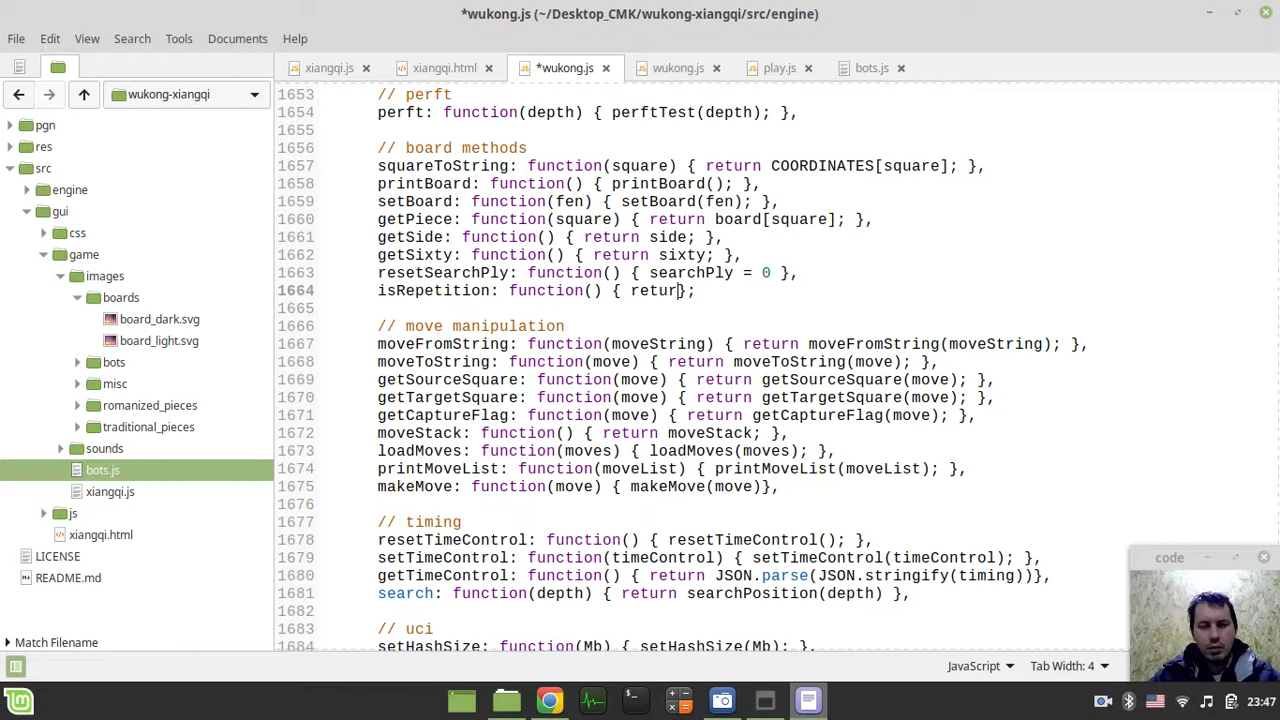 *wukong.js (~/Desktop_CMK/wukong-xiangqi/src/engine)
File Edit View Search Tools Documents Help
xiangqi.js xiangqi.html *wukong.js wukong.js play.js bots.js
wukong-xiangqi
pgn
res
src
engine
gui
css
game
images
boards
board_dark.svg
board_light.svg
bots
misc
romanized_pieces
traditional_pieces
sounds
bots.js
xiangqi.js
js
xiangqi.html
LICENSE
README.md
Match Filename
1653 // perft
1654 perft: function(depth) { perftTest(depth); },
1655
1656 // board methods
1657 squareToString: function(square) { return COORDINATES[square]; },
1658 printBoard: function() { printBoard(); },
1659 setBoard: function(fen) { setBoard(fen); },
1660 getPiece: function(square) { return board[square]; },
1661 getSide: function() { return side; },
1662 getSixty: function() { return sixty; },
1663 resetSearchPly: function() { searchPly = 0 },
1664 isRepetition: function() { retur};
1665
1666 // move manipulation
1667 moveFromString: function(moveString) { return moveFromString(moveString); },
1668 moveToString: function(move) { return moveToString(move); },
1669 getSourceSquare: function(move) { return getSourceSquare(move); },
1670 getTargetSquare: function(move) { return getTargetSquare(move); },
1671 getCaptureFlag: function(move) { return getCaptureFlag(move); },
1672 moveStack: function() { return moveStack; },
1673 loadMoves: function(moves) { loadMoves(moves); },
1674 printMoveList: function(moveList) { printMoveList(moveList); },
1675 makeMove: function(move) { makeMove(move)},
1676
1677 // timing
1678 resetTimeControl: function() { resetTimeControl(); },
1679 setTimeControl: function(timeControl) { setTimeControl(timeControl); },
1680 getTimeControl: function() { return JSON.parse(JSON.stringify(timing))},
1681 search: function(depth) { return searchPosition(depth) },
1682
1683 // uci
1684 setHashSize: function(Mb) { setHashSize(Mb); },
code
JavaScript Tab Width: 4
23:47